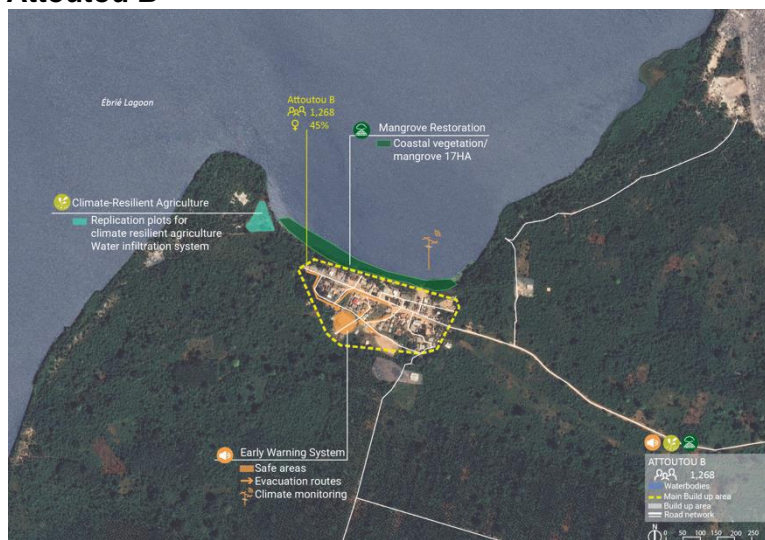 Attoutou B
Ébrié Lagoon
Attoutou B
1,268
45%
Mangrove Restoration
Coastal vegetation/
mangrove 17HA
Climate-Resilient Agriculture
Replication plots for
climate resilient agriculture
Water infiltration system
Early Warning System
Safe areas
Evacuation routes
Climate monitoring
ATTOUTOU B
1,268
Waterbodies
Main Build up area
Build up area
Road network
N
0 50 100 150 200 250